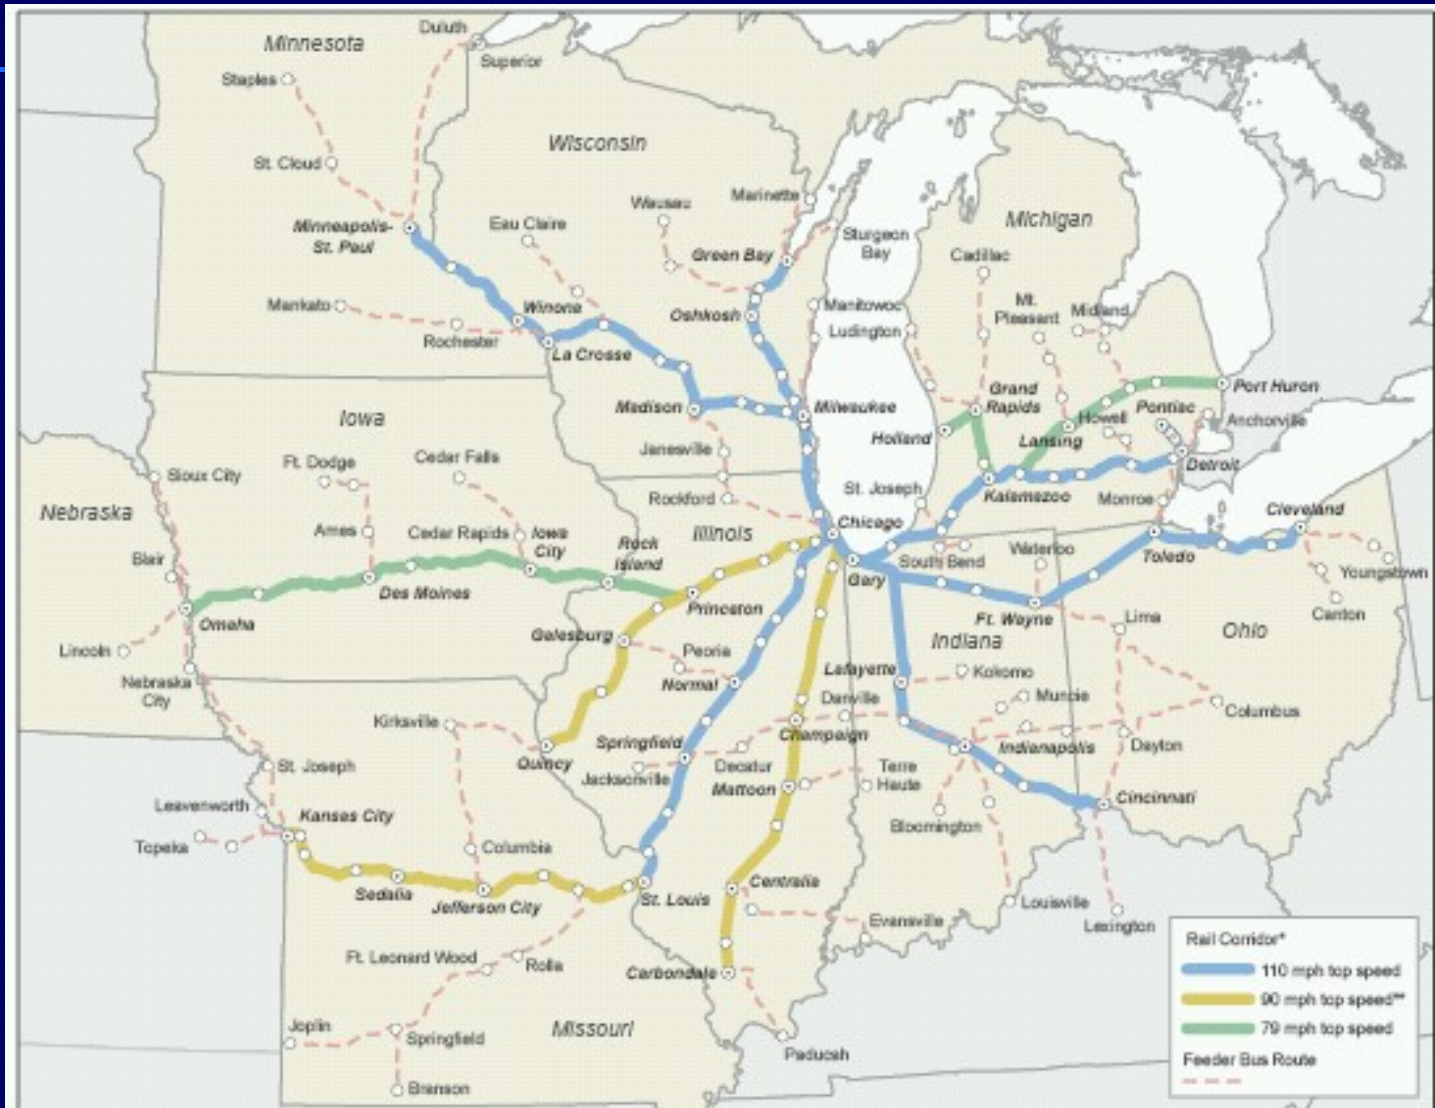 Minnesota
Duluth
Superior
Staples
Wisconsin
St. Cloud
Marinette
Wausau
Michigan
Minneapolis-
St. Paul
Eau Claire
Sturgeon
Bay
Green Bay
Cadillac
Mankato
Winona
Oshkosh
Manitowoc
Ludington
Mt.
Pleasant
Midland
Rochester
La Crosse
Madison
Milwaukee
Grand
Rapids
Port Huron
Pontiac
Anchorville
Howell
Iowa
Holland
Lansing
Janesville
Detroit
Sioux City
Ft. Dodge
Cedar Falls
Rockford
St. Joseph
Kalamazoo
Monroe
Cleveland
Nebraska
Chicago
Ames
Cedar Rapids
Iowa
City
Rock
Island
Illinois
Blair
South Bend
Waterloo
Toledo
Youngstown
Gary
Des Moines
Princeton
Ft. Wayne
Canton
Omaha
Lima
Galesburg
Indiana
Ohio
Lincoln
Peoria
Lafayette
Kokomo
Nebraska
City
Normal
Danville
Muncie
Columbus
Kirksville
Springfield
Champaign
Indianapolis
Dayton
Quincy
Jacksonville
Decatur
Terre
Haute
St. Joseph
Mattoon
Leavenworth
Kansas City
Cincinnati
Bloomington
Topeka
Columbia
Sedalia
Jefferson City
St. Louis
Centralia
Louisville
Evansville
Lexington
Ft. Leonard Wood
Rolla
Carbondale
Joplin
Springfield
Missouri
Paducah
Branson
Rail Corridor*
110 mph top speed
90 mph top speed**
79 mph top speed
Feeder Bus Route